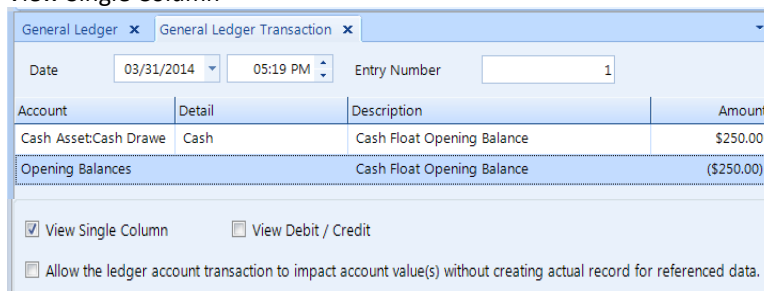 View Single Column
General Ledger x General Ledger Transaction x
Date 03/31/2014 05:19 PM Entry Number 1
Account Detail Description Amount
Cash Asset:Cash Drawe Cash Cash Float Opening Balance $250.00
Opening Balances Cash Float Opening Balance ($250.00)
View Single Column View Debit / Credit
Allow the ledger account transaction to impact account value(s) without creating actual record for referenced data.